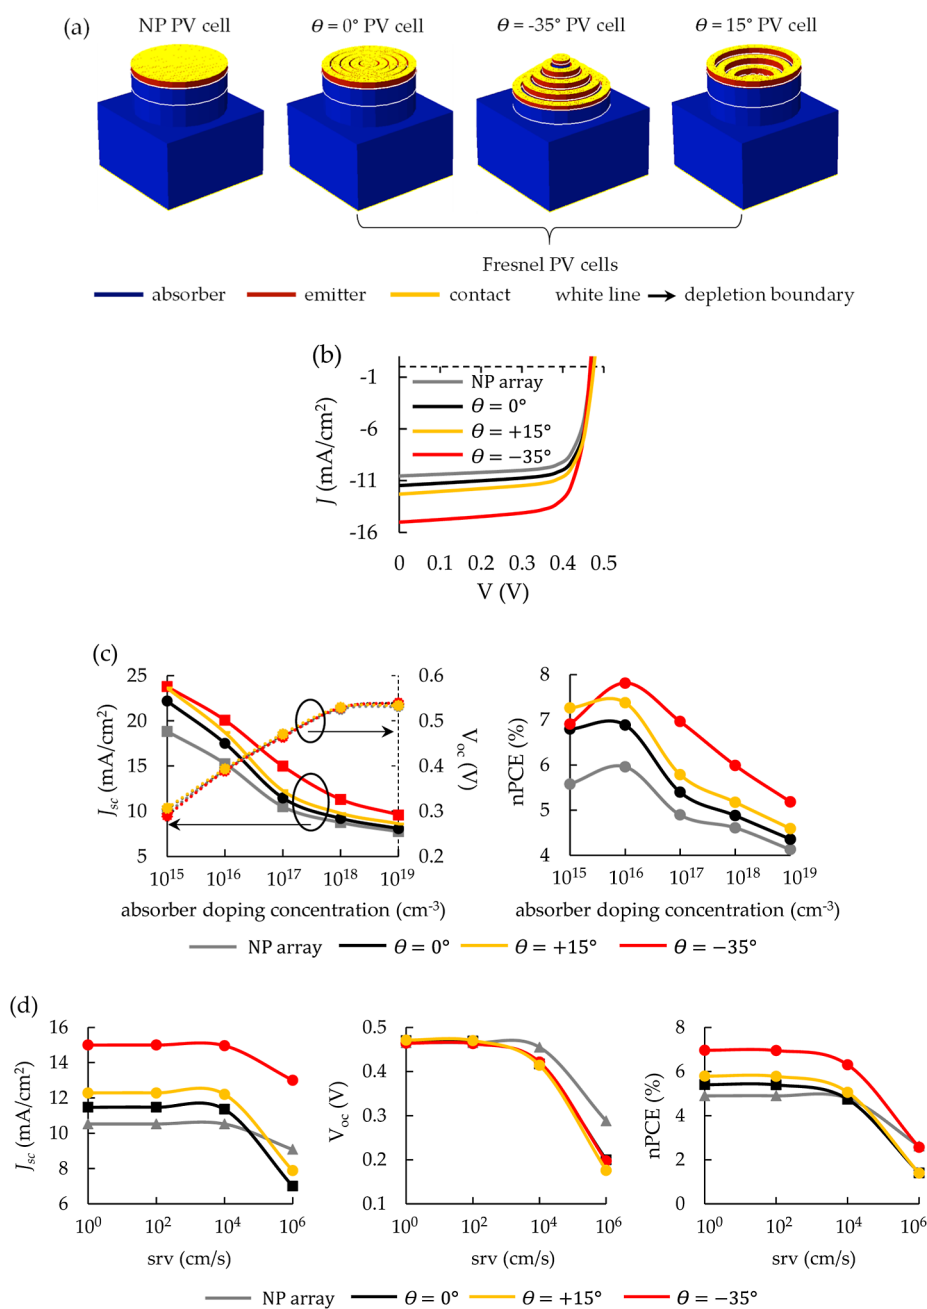 (a)
NP PV cell
θ = 0° PV cell
θ = -35° PV cell
θ = 15° PV cell
Fresnel PV cells
absorber
emitter
contact
white line → depletion boundary
(b)
NP array
θ = 0°
θ = +15°
θ = −35°
-1
-6
-11
-16
J (mA/cm²)
0 0.1 0.2 0.3 0.4 0.5
V (V)
(c)
25
20
15
10
5
J_sc (mA/cm²)
0.6
0.5
0.4
0.3
0.2
V_oc (V)
10¹⁵ 10¹⁶ 10¹⁷ 10¹⁸ 10¹⁹
absorber doping concentration (cm⁻³)
8
7
6
5
4
nPCE (%)
10¹⁵ 10¹⁶ 10¹⁷ 10¹⁸ 10¹⁹
absorber doping concentration (cm⁻³)
NP array θ = 0° θ = +15° θ = −35°
(d)
16
14
12
10
8
6
J_sc (mA/cm²)
10⁰ 10² 10⁴ 10⁶
srv (cm/s)
0.5
0.4
0.3
0.2
0.1
V_oc (V)
10⁰ 10² 10⁴ 10⁶
srv (cm/s)
8
6
4
2
0
nPCE (%)
10⁰ 10² 10⁴ 10⁶
srv (cm/s)
NP array θ = 0° θ = +15° θ = −35°